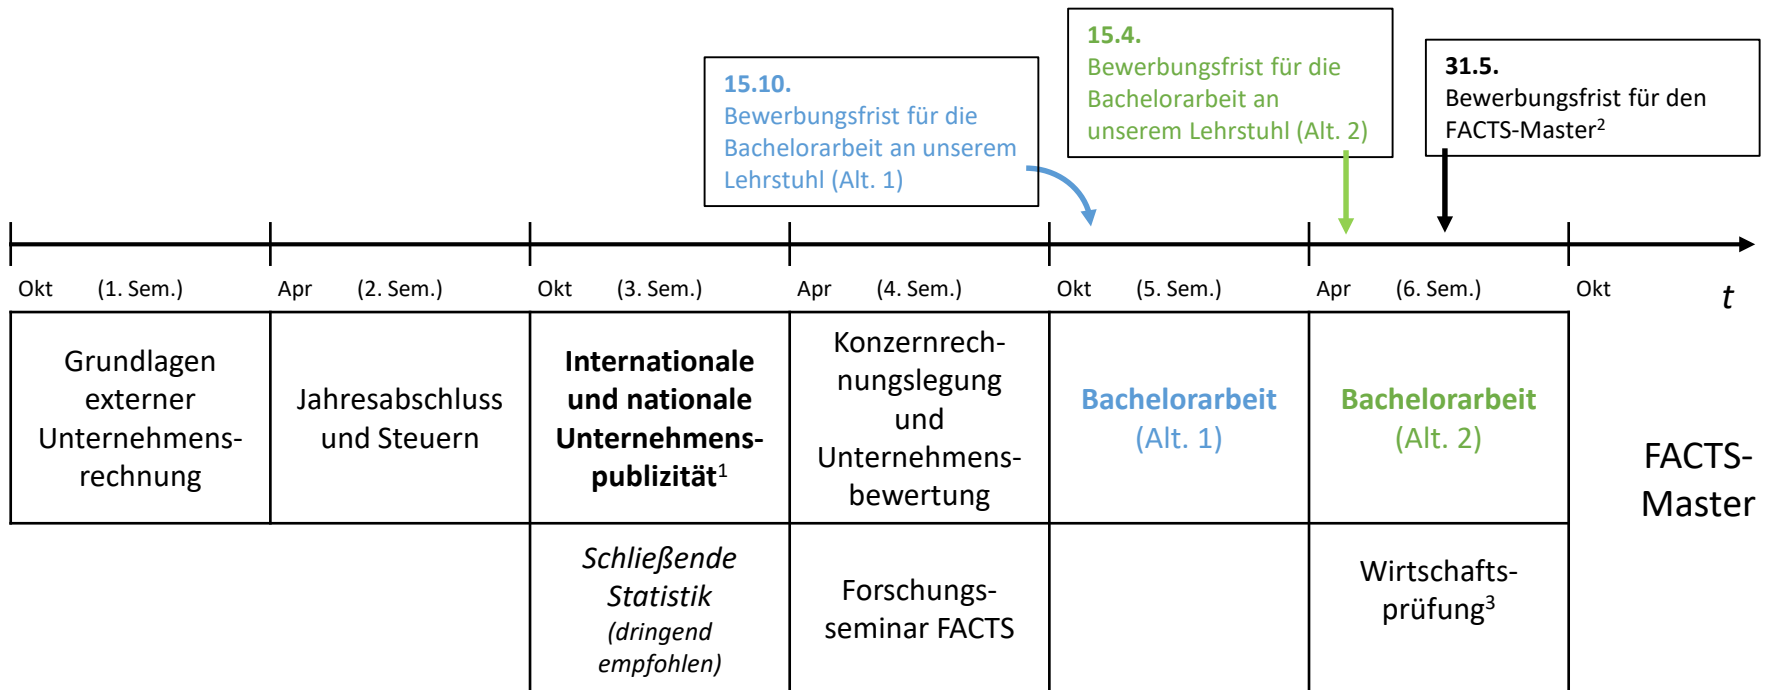 15.10.
Bewerbungsfrist für die
Bachelorarbeit an unserem
Lehrstuhl (Alt. 1)
15.4.
Bewerbungsfrist für die
Bachelorarbeit an
unserem Lehrstuhl (Alt. 2)
31.5.
Bewerbungsfrist für den
FACTS-Master²
Okt (1. Sem.) Apr (2. Sem.) Okt (3. Sem.) Apr (4. Sem.) Okt (5. Sem.) Apr (6. Sem.) Okt t
Grundlagen
externer
Unternehmens-
rechnung
Jahresabschluss
und Steuern
Internationale
und nationale
Unternehmens-
publizität¹
Konzernrech-
nungslegung
und
Unternehmens-
bewertung
Bachelorarbeit
(Alt. 1)
Bachelorarbeit
(Alt. 2)
FACTS-
Master
Schließende
Statistik
(dringend
empfohlen)
Forschungs-
seminar FACTS
Wirtschafts-
prüfung³